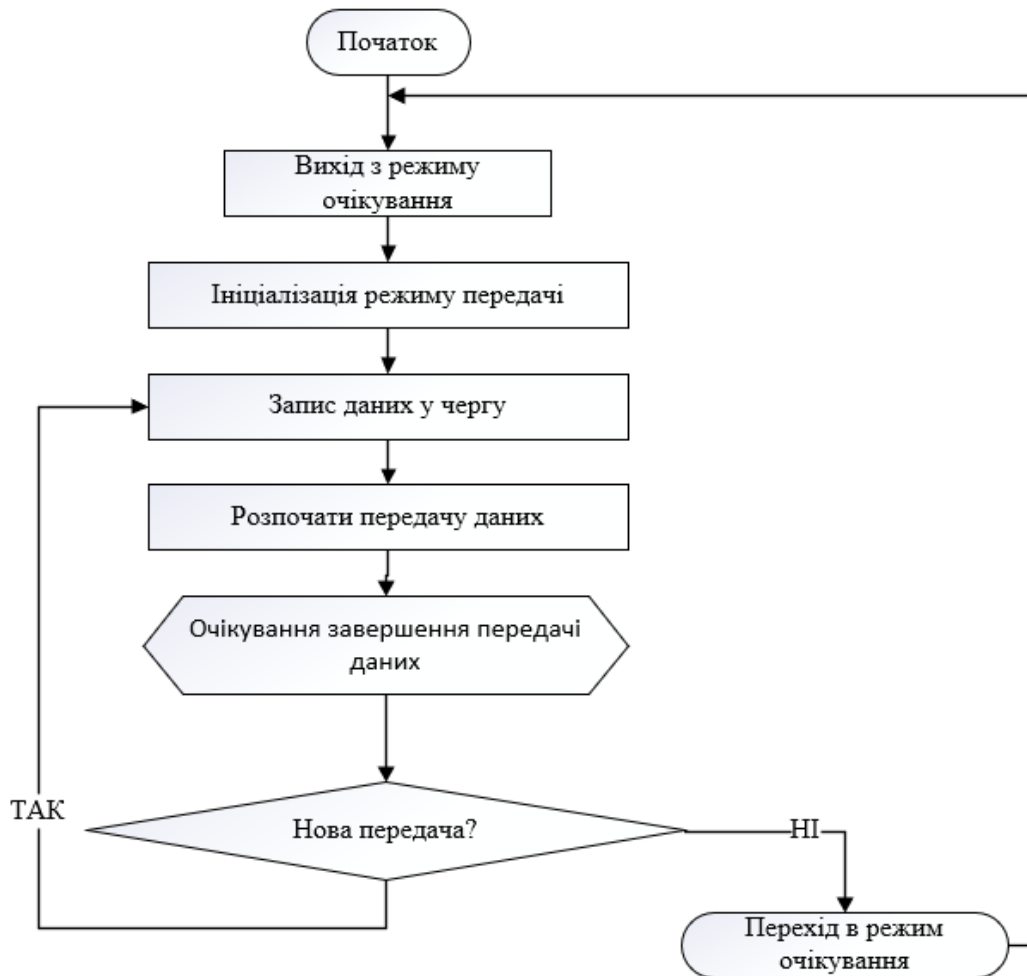 Початок
Вихід з режиму
очікування
Ініціалізація режиму передачі
Запис даних у чергу
Розпочати передачу даних
Очікування завершення передачі
даних
ТАК
Нова передача?
НІ
Перехід в режим
очікування